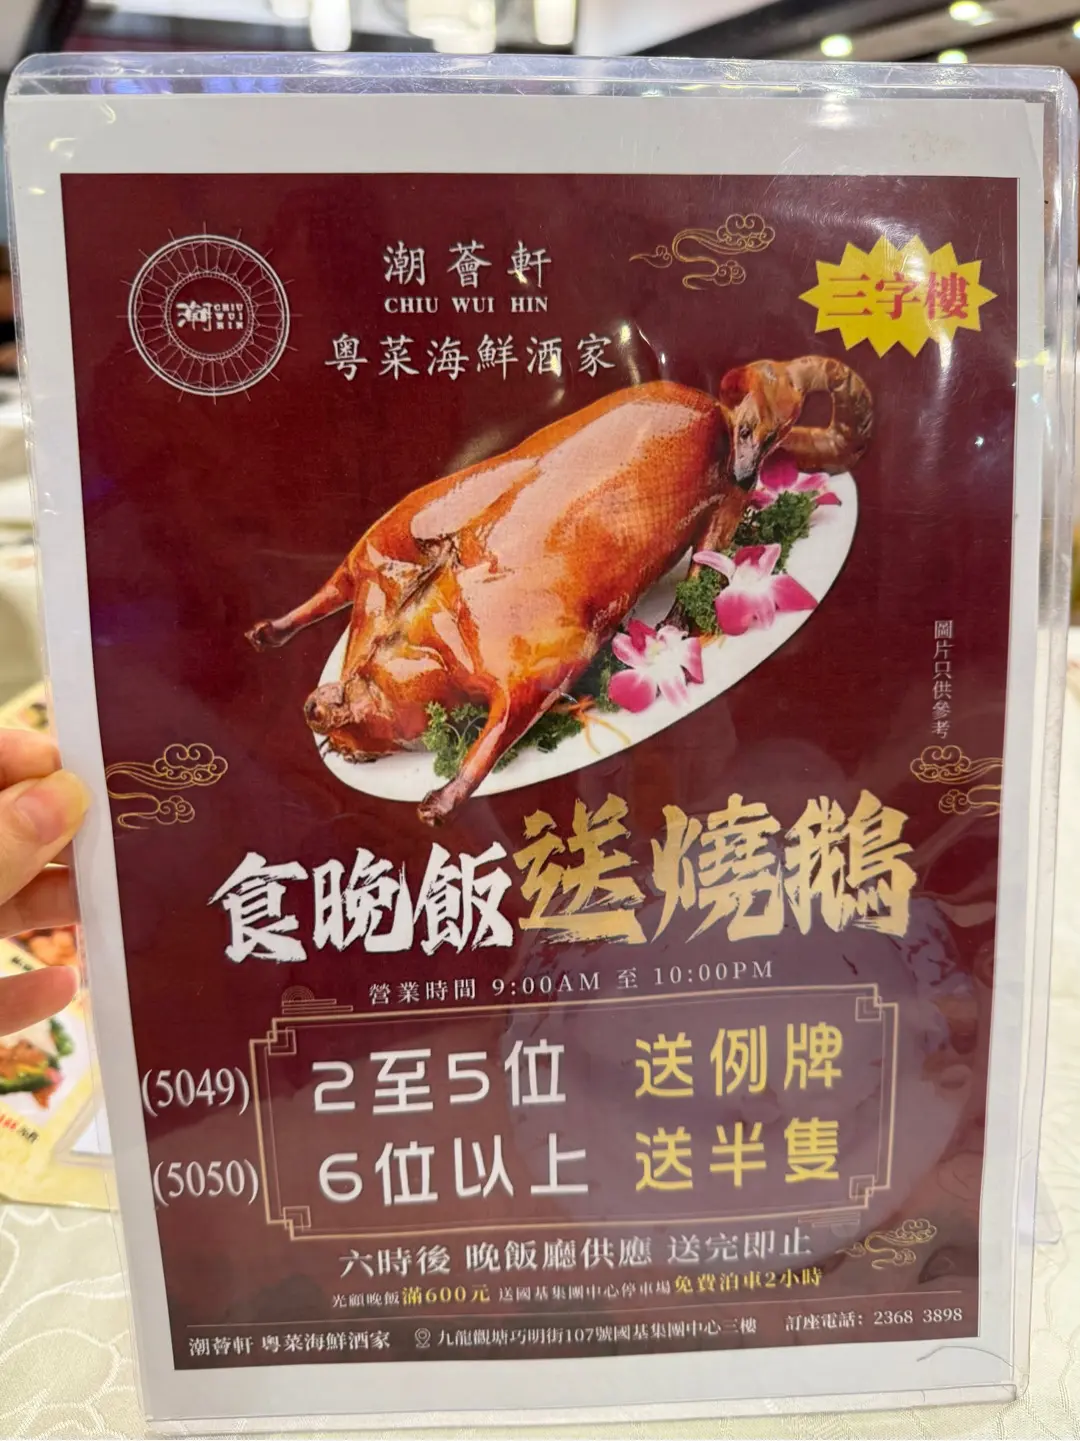 潮
CHIU
WUI
HIN
潮薈軒
CHIU WUI HIN
粵菜海鮮酒家
三字樓
圖片只供參考
食晚飯送燒鵝
營業時間 9:00AM 至 10:00PM
(5049) 2至5位 送例牌
(5050) 6位以上 送半隻
六時後 晚飯廳供應 送完即止
光顧晚飯滿600元 送國基集團中心停車場免費泊車2小時
潮薈軒 粵菜海鮮酒家 九龍觀塘巧明街107號國基集團中心三樓 訂座電話：2368 3898